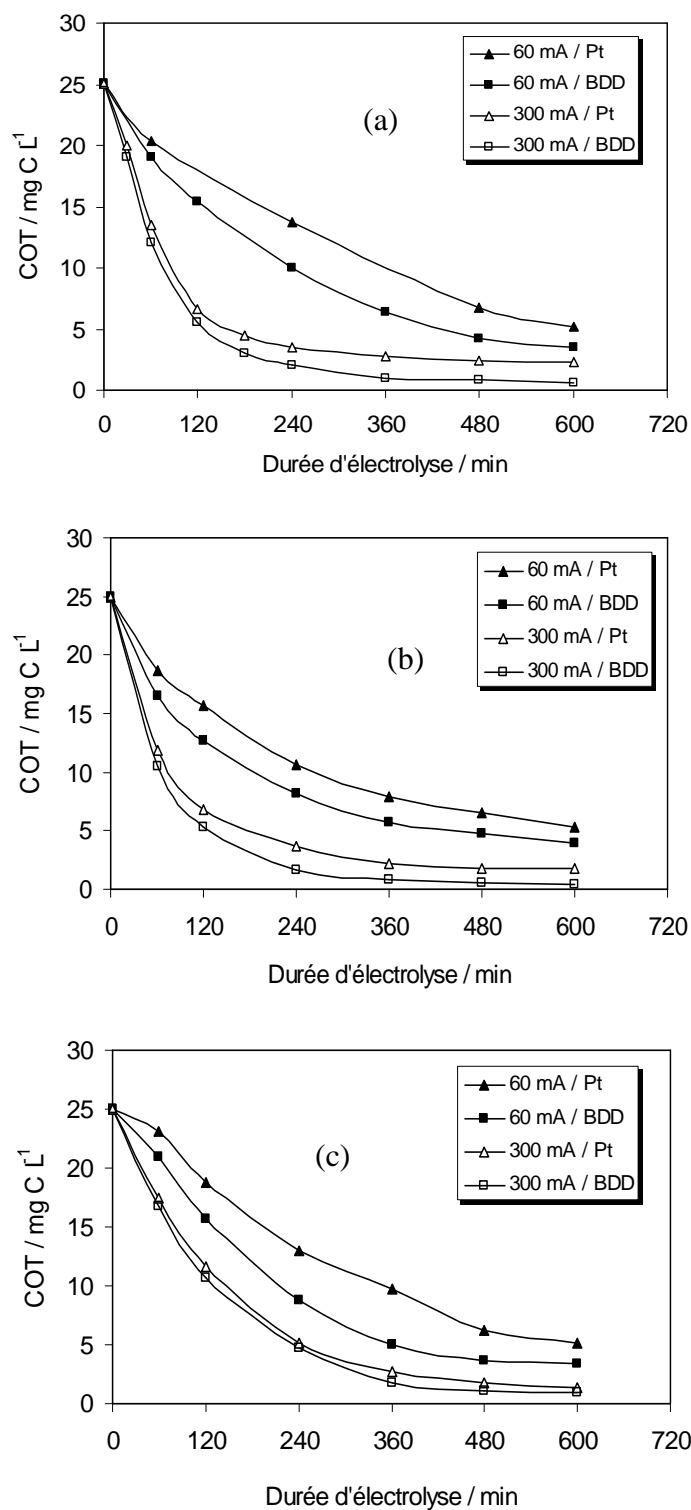 30
25
20
15
10
5
0
COT / mg C L-1
(a)
60 mA / Pt
60 mA / BDD
300 mA / Pt
300 mA / BDD
0 120 240 360 480 600 720
Durée d'électrolyse / min
30
25
20
15
10
5
0
COT / mg C L-1
(b)
60 mA / Pt
60 mA / BDD
300 mA / Pt
300 mA / BDD
0 120 240 360 480 600 720
Durée d'électrolyse / min
30
25
20
15
10
5
0
COT / mg C L-1
(c)
60 mA / Pt
60 mA / BDD
300 mA / Pt
300 mA / BDD
0 120 240 360 480 600 720
Durée d'électrolyse / min